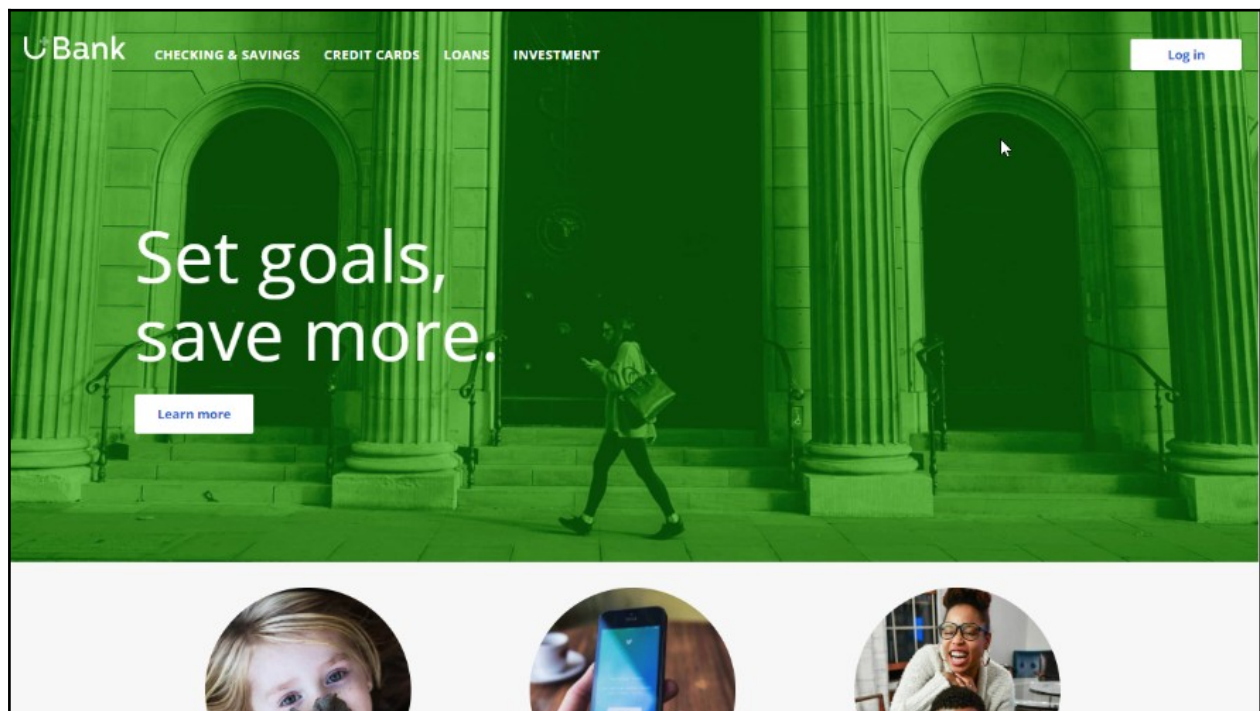 UBank
CHECKING & SAVINGS
CREDIT CARDS
LOANS
INVESTMENT
Log in
Set goals,
save more.
Learn more